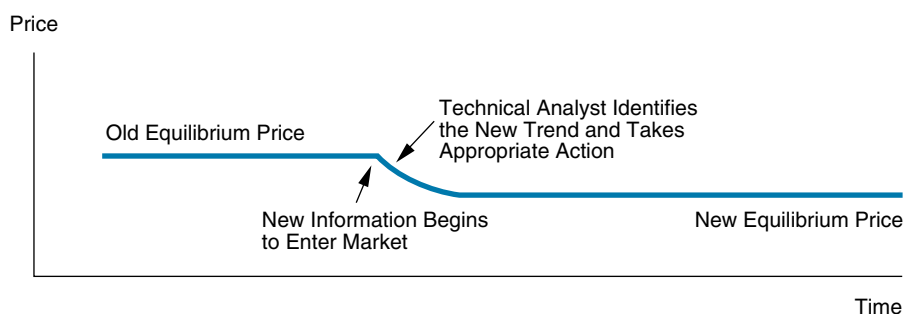 Price
Technical Analyst Identifies
the New Trend and Takes
Appropriate Action
Old Equilibrium Price
New Information Begins
to Enter Market
New Equilibrium Price
Time